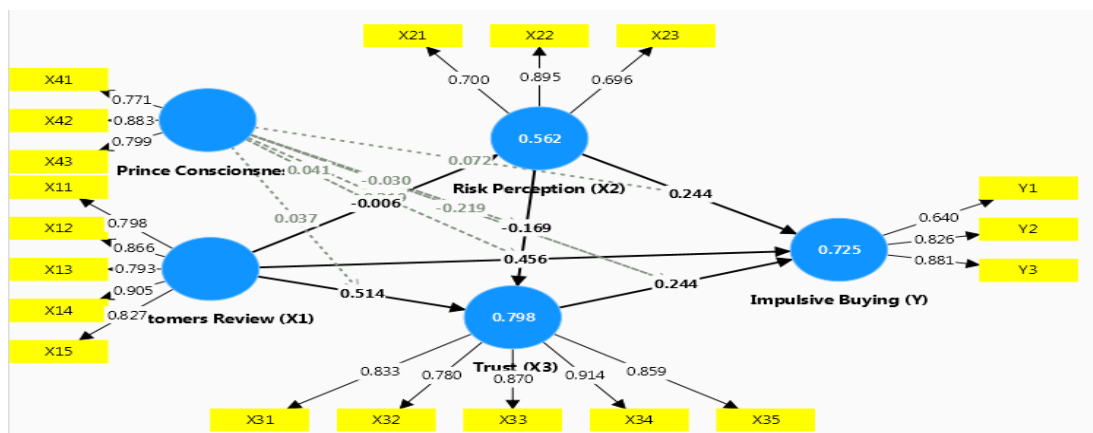 X21
X22
X23
0.700
0.895
0.696
X41
X42
X43
0.771
0.883
0.799
Prince Consciousnes
0.562
Risk Perception (X2)
0.072
0.041
-0.030
-0.006
0.037
-0.219
-0.169
0.244
X11
X12
X13
X14
X15
0.798
0.866
0.793
0.905
0.827
tomers Review (X1)
0.456
0.514
0.244
0.725
Impulsive Buying (Y)
Y1
Y2
Y3
0.640
0.826
0.881
0.798
Trust (X3)
0.833
0.780
0.870
0.914
0.859
X31
X32
X33
X34
X35